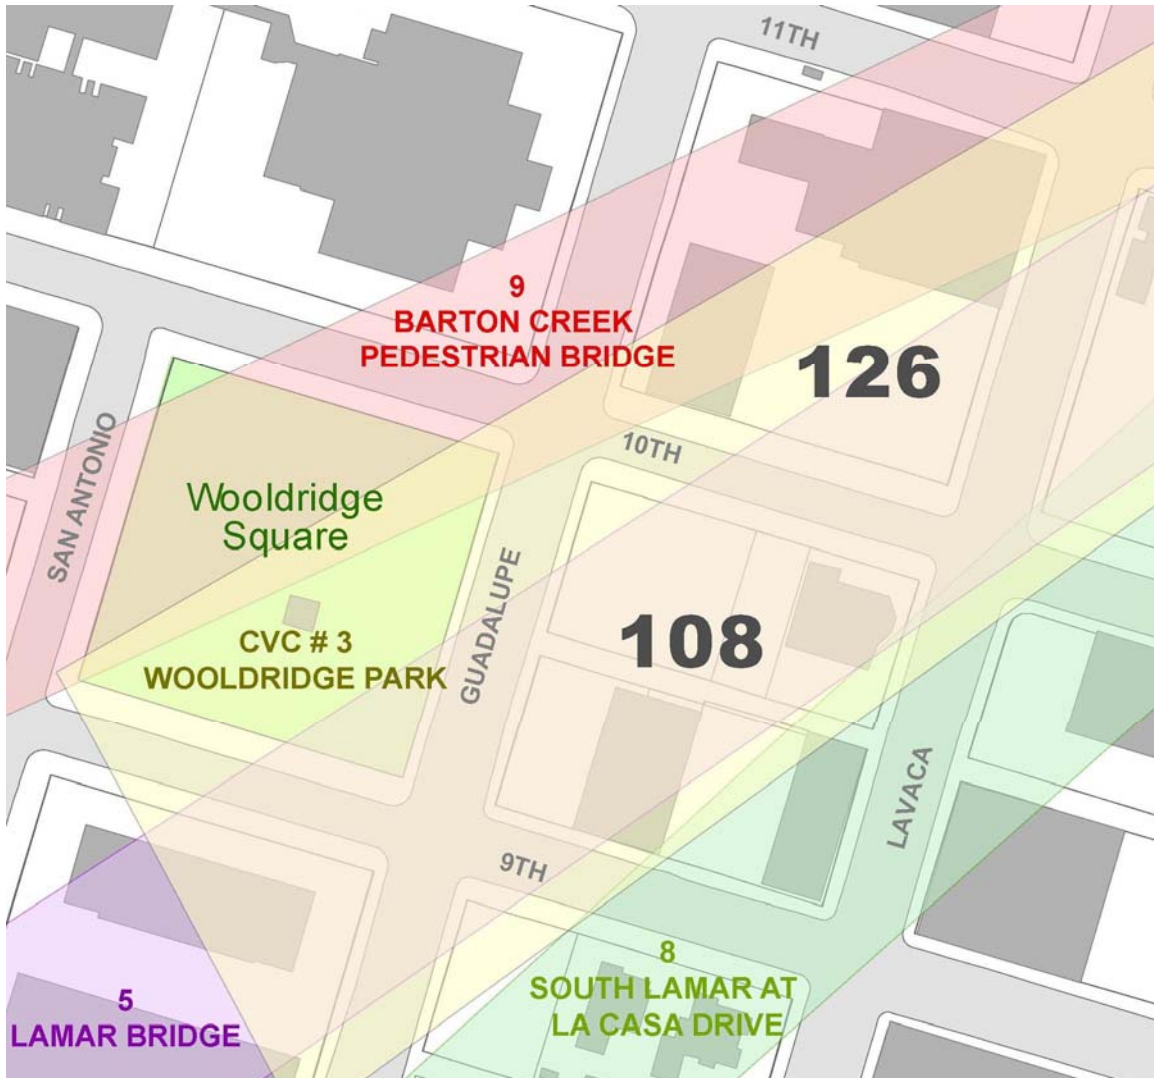 11TH
9
BARTON CREEK
PEDESTRIAN BRIDGE
126
SAN ANTONIO
10TH
Wooldridge
Square
GUADALUPE
108
CVC # 3
WOOLDRIDGE PARK
LAVACA
9TH
8
SOUTH LAMAR AT
LA CASA DRIVE
5
LAMAR BRIDGE